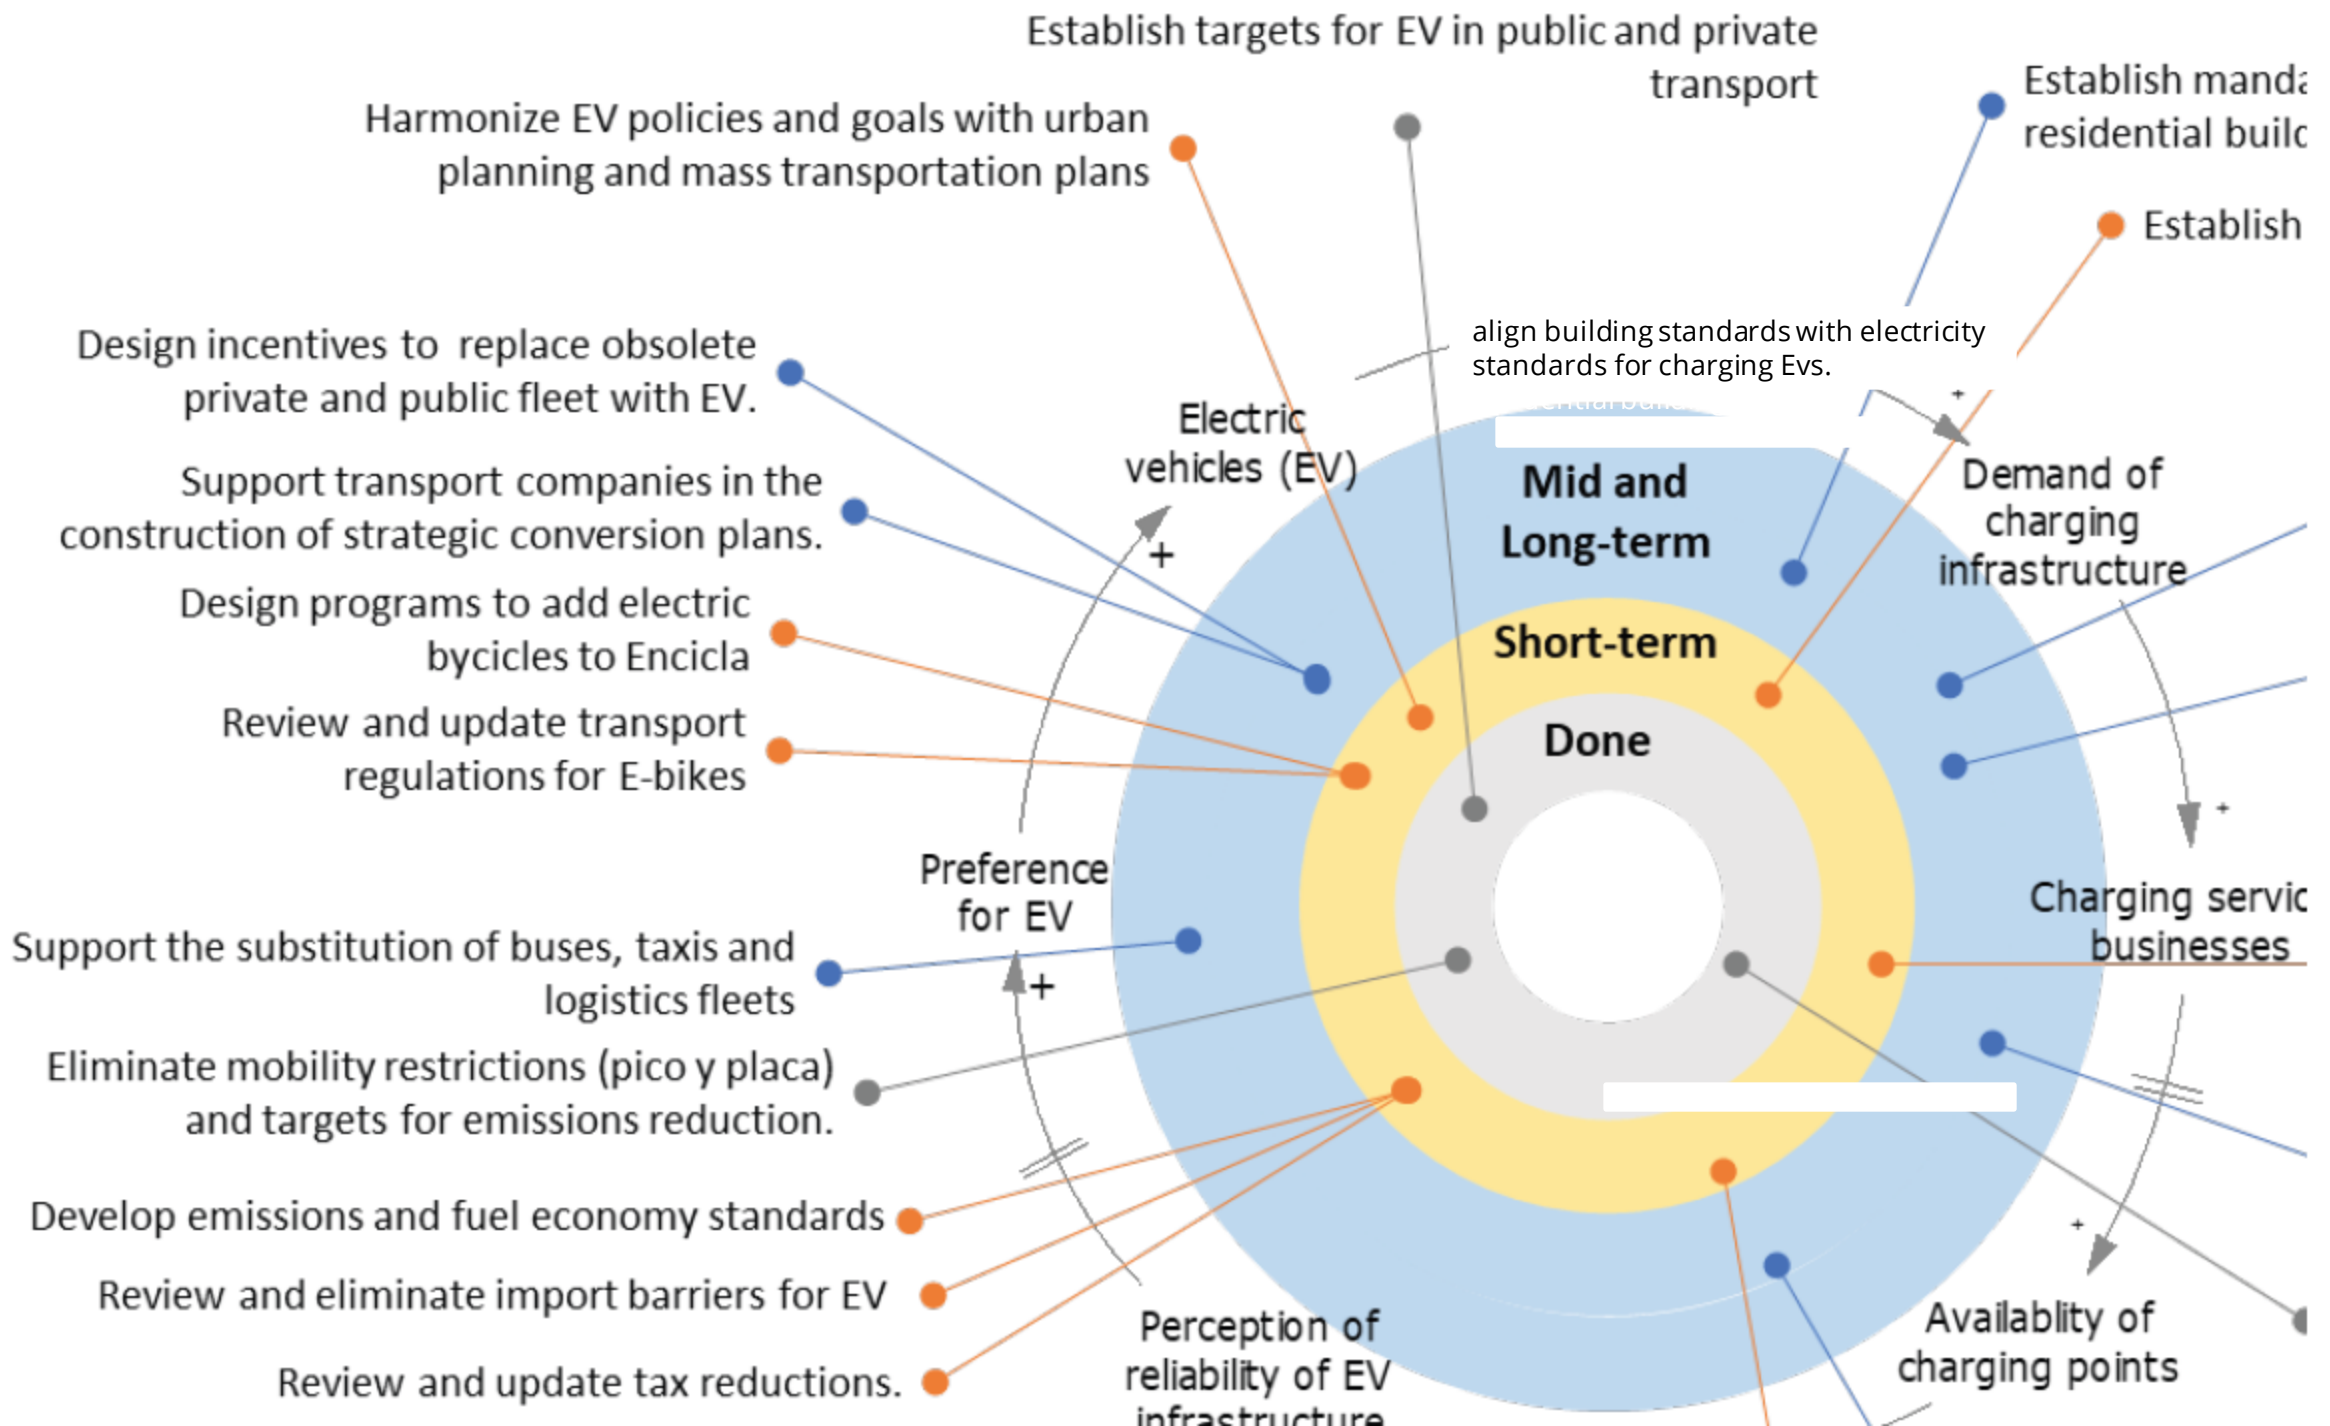 Establish targets for EV in public and private
transport
Harmonize EV policies and goals with urban
planning and mass transportation plans
Establish
residential
Establish
align building standards with electricity
standards for charging Evs.
Design incentives to replace obsolete
private and public fleet with EV.
Electric
vehicles (EV)
+
+
Mid and
Long-term
Demand of
charging
infrastructure
Support transport companies in the
construction of strategic conversion plans.
Design programs to add electric
bycicles to Encicla
Short-term
Review and update transport
regulations for E-bikes
Done
+
Preference
for EV
+
Charging
businesses
Support the substitution of buses, taxis and
logistics fleets
Eliminate mobility restrictions (pico y placa)
and targets for emissions reduction.
Develop emissions and fuel economy standards
+
Review and eliminate import barriers for EV
Review and update tax reductions.
Perception of
reliability of EV
infrastructure
Availablity of
charging points